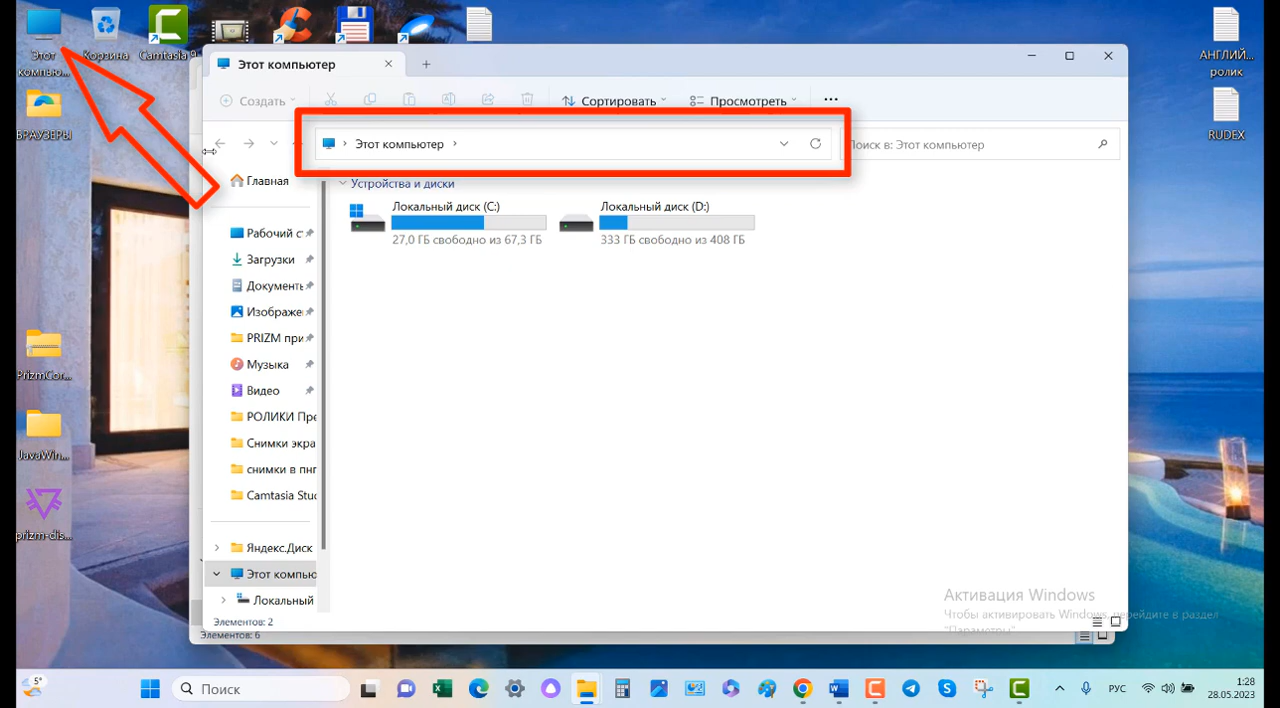 Этот
компью...
Корзина
Camtasia 9
АНГЛИЙ...
ролик
БРАУЗЕРЫ
RUDEX
PrizmCor...
JavaWin...
prizm-dis...
Этот компьютер
Создать
Сортировать
Просмотреть
Этот компьютер
Поиск в: Этот компьютер
Главная
Рабочий ст
Загрузки
Документы
Изображе
PRIZM при
Музыка
Видео
РОЛИКИ Пре
Снимки экра
снимки в пнг
Camtasia Stud
Яндекс.Диск
Этот компью
Локальный
Устройства и диски
Локальный диск (C:)
27,0 ГБ свободно из 67,3 ГБ
Локальный диск (D:)
333 ГБ свободно из 408 ГБ
Элементов: 2
Элементов: 6
Активация Windows
Чтобы активировать Windows, перейдите в раздел
"Параметры".
5°
Поиск
РУС
1:28
28.05.2023